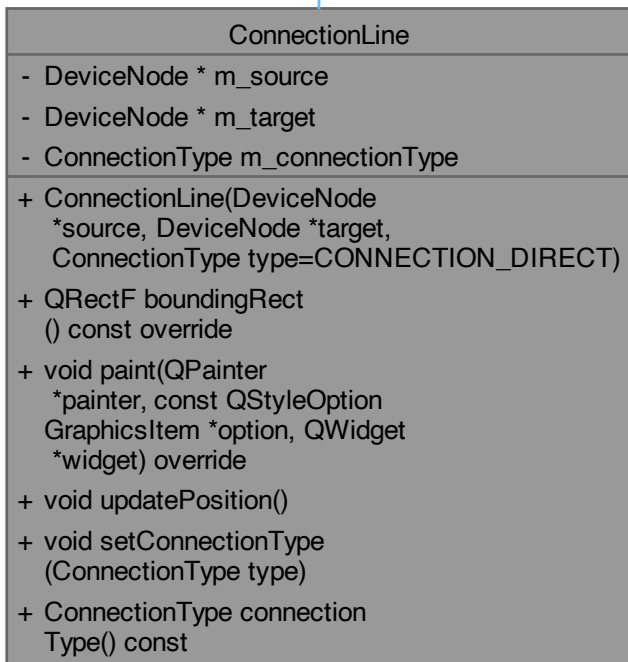 ConnectionLine
- DeviceNode * m_source
- DeviceNode * m_target
- ConnectionType m_connectionType
+ ConnectionLine(DeviceNode
*source, DeviceNode *target,
ConnectionType type=CONNECTION_DIRECT)
+ QRectF boundingRect
() const override
+ void paint(QPainter
*painter, const QStyleOption
GraphicsItem *option, QWidget
*widget) override
+ void updatePosition()
+ void setConnectionType
(ConnectionType type)
+ ConnectionType connection
Type() const